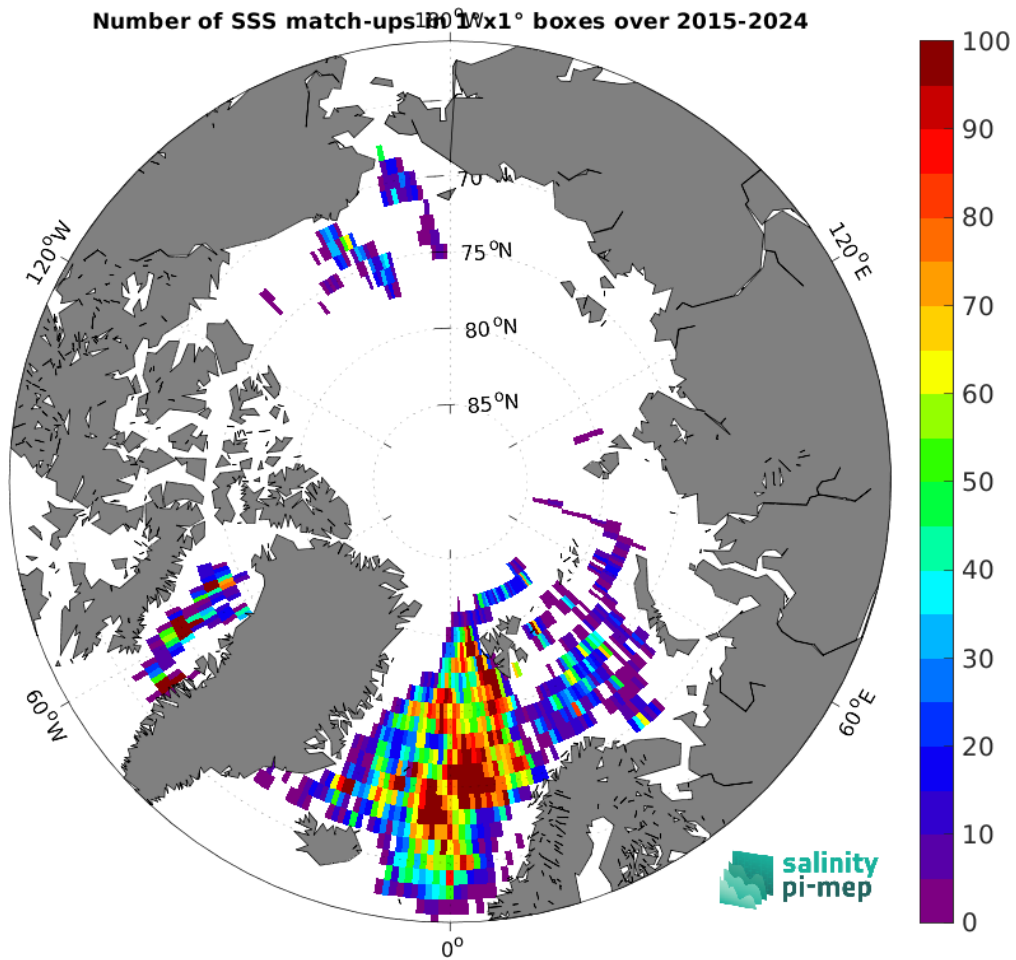 Number of SSS match-ups in 1°x1° boxes over 2015-2024
180°W
120°W
120°E
70°N
75°N
80°N
85°N
60°W
60°E
0°
100
90
80
70
60
50
40
30
20
10
0
salinity
pi-mep